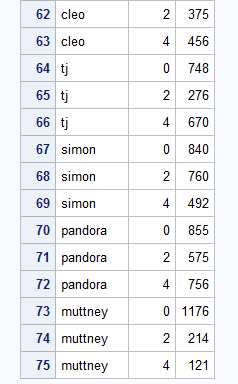 62 cleo 2 375
63 cleo 4 456
64 tj 0 748
65 tj 2 276
66 tj 4 670
67 simon 0 840
68 simon 2 760
69 simon 4 492
70 pandora 0 855
71 pandora 2 575
72 pandora 4 756
73 muttney 0 1176
74 muttney 2 214
75 muttney 4 121